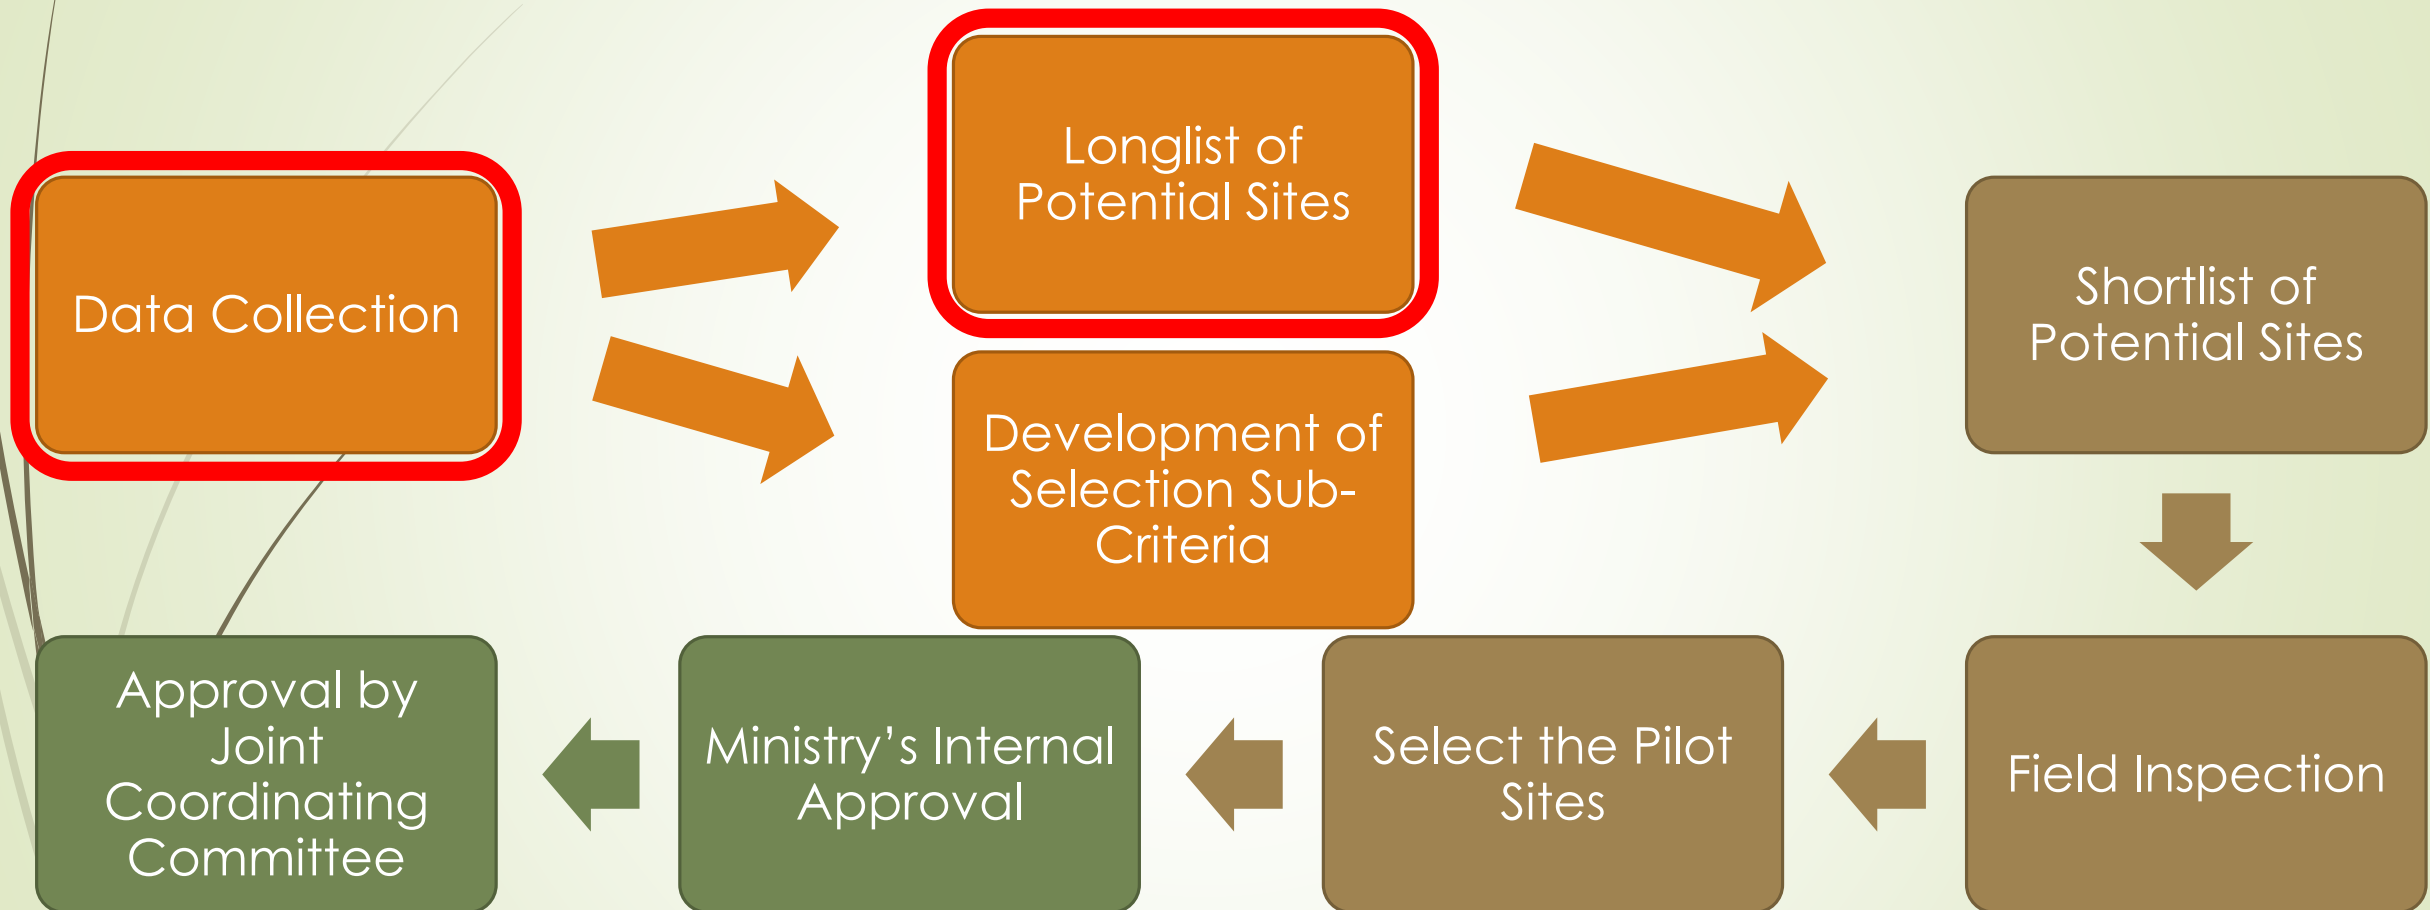 Data Collection
Longlist of
Potential Sites
Development of
Selection Sub-
Criteria
Shortlist of
Potential Sites
Field Inspection
Select the Pilot
Sites
Ministry’s Internal
Approval
Approval by
Joint
Coordinating
Committee